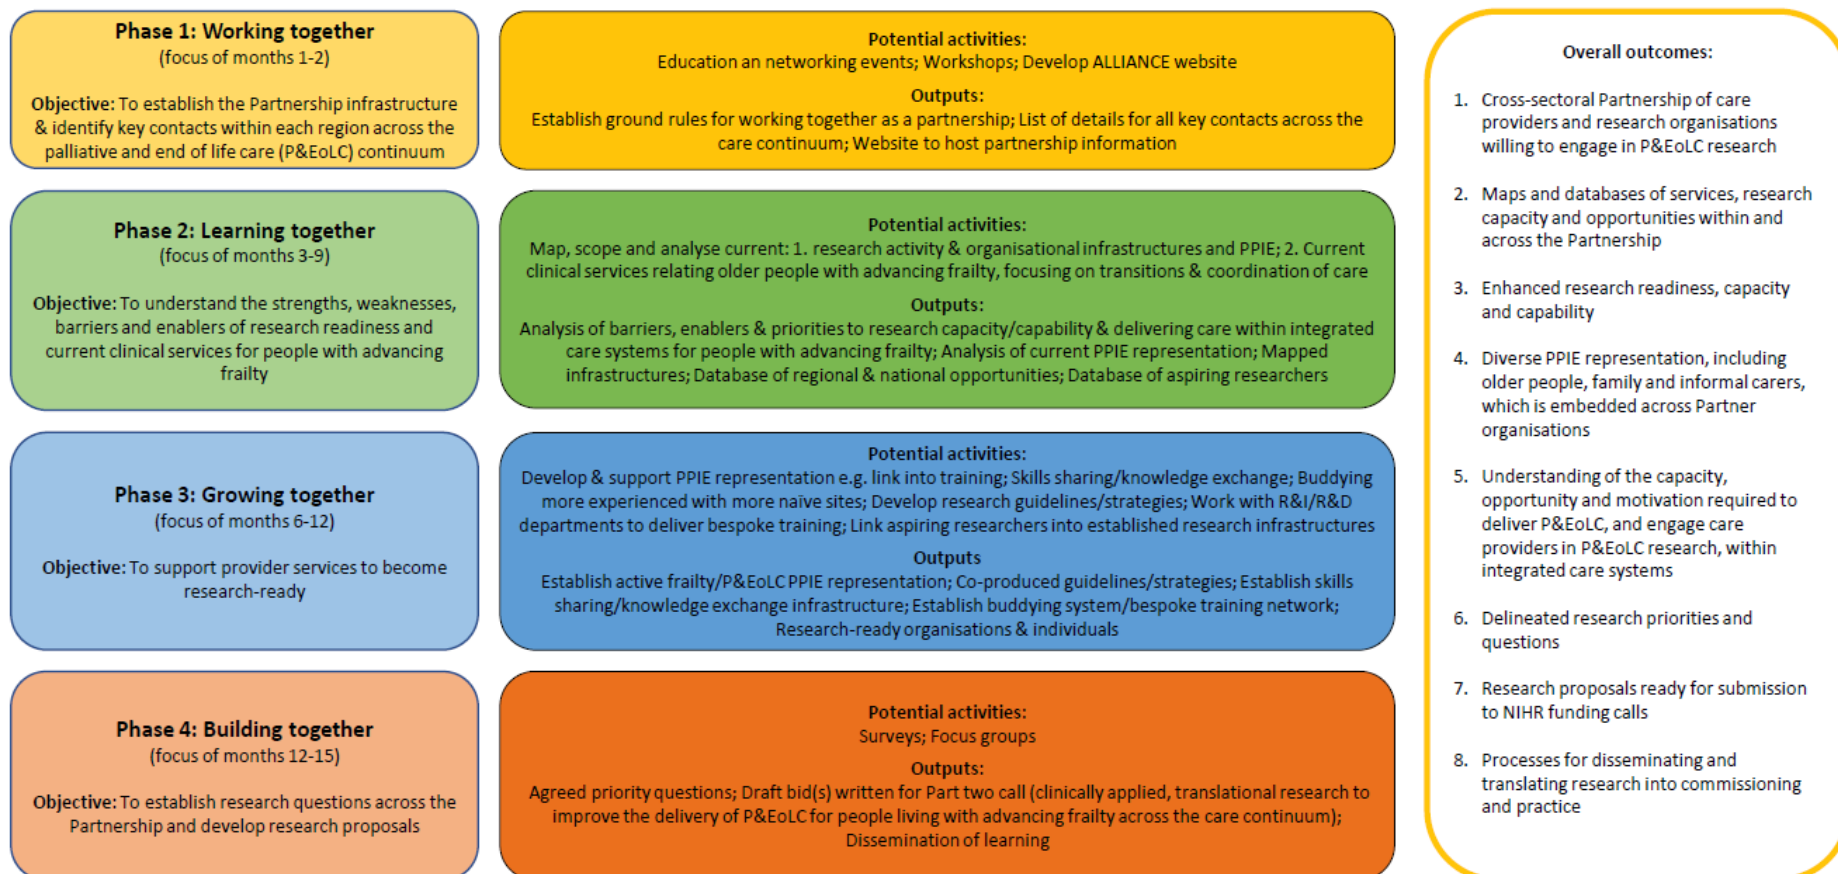 Phase 1: Working together
(focus of months 1-2)
Objective: To establish the Partnership infrastructure
& identify key contacts within each region across the
palliative and end of life care (P&EoLC) continuum
Potential activities:
Education an networking events; Workshops; Develop ALLIANCE website
Outputs:
Establish ground rules for working together as a partnership; List of details for all key contacts across the
care continuum; Website to host partnership information
Phase 2: Learning together
(focus of months 3-9)
Objective: To understand the strengths, weaknesses,
barriers and enablers of research readiness and
current clinical services for people with advancing
frailty
Potential activities:
Map, scope and analyse current: 1. research activity & organisational infrastructures and PPIE; 2. Current
clinical services relating older people with advancing frailty, focusing on transitions & coordination of care
Outputs:
Analysis of barriers, enablers & priorities to research capacity/capability & delivering care within integrated
care systems for people with advancing frailty; Analysis of current PPIE representation; Mapped
infrastructures; Database of regional & national opportunities; Database of aspiring researchers
Phase 3: Growing together
(focus of months 6-12)
Objective: To support provider services to become
research-ready
Potential activities:
Develop & support PPIE representation e.g. link into training; Skills sharing/knowledge exchange; Buddying
more experienced with more naïve sites; Develop research guidelines/strategies; Work with R&I/R&D
departments to deliver bespoke training; Link aspiring researchers into established research infrastructures
Outputs
Establish active frailty/P&EoLC PPIE representation; Co-produced guidelines/strategies; Establish skills
sharing/knowledge exchange infrastructure; Establish buddying system/bespoke training network;
Research-ready organisations & individuals
Phase 4: Building together
(focus of months 12-15)
Objective: To establish research questions across the
Partnership and develop research proposals
Potential activities:
Surveys; Focus groups
Outputs:
Agreed priority questions; Draft bid(s) written for Part two call (clinically applied, translational research to
improve the delivery of P&EoLC for people living with advancing frailty across the care continuum);
Dissemination of learning
Overall outcomes:
1. Cross-sectoral Partnership of care
providers and research organisations
willing to engage in P&EoLC research
2. Maps and databases of services, research
capacity and opportunities within and
across the Partnership
3. Enhanced research readiness, capacity
and capability
4. Diverse PPIE representation, including
older people, family and informal carers,
which is embedded across Partner
organisations
5. Understanding of the capacity,
opportunity and motivation required to
deliver P&EoLC, and engage care
providers in P&EoLC research, within
integrated care systems
6. Delineated research priorities and
questions
7. Research proposals ready for submission
to NIHR funding calls
8. Processes for disseminating and
translating research into commissioning
and practice